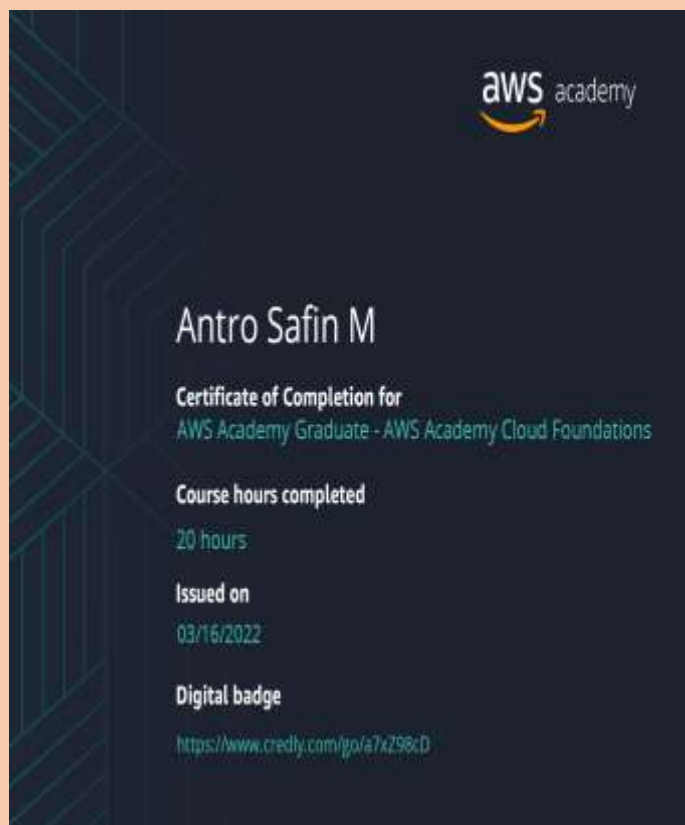 aws academy
Antro Safin M
Certificate of Completion for
AWS Academy Graduate - AWS Academy Cloud Foundations
Course hours completed
20 hours
Issued on
03/16/2022
Digital badge
https://www.credly.com/go/a7xZ98cD